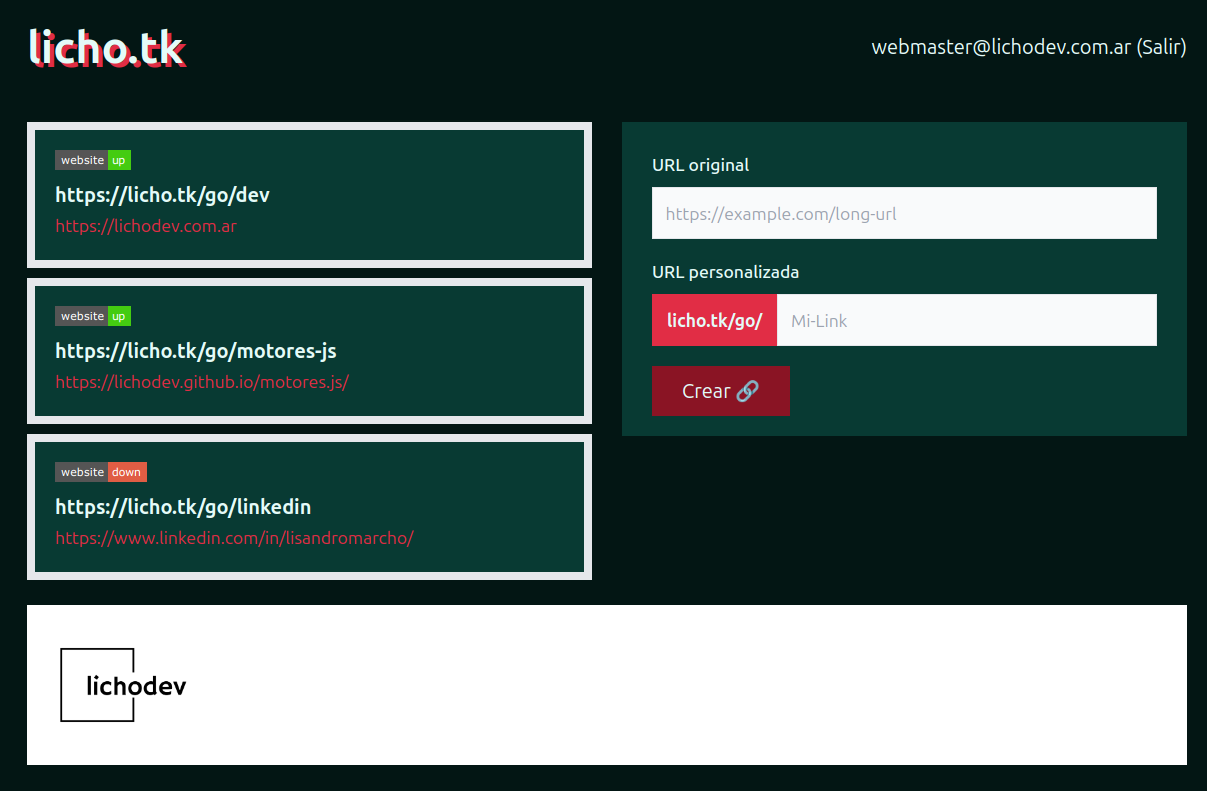 licho.tk
webmaster@lichodev.com.ar (Salir)
website up
https://licho.tk/go/dev
https://lichodev.com.ar
website up
https://licho.tk/go/motores-js
https://lichodev.github.io/motores.js/
website down
https://licho.tk/go/linkedin
https://www.linkedin.com/in/lisandromarcho/
URL original
https://example.com/long-url
URL personalizada
licho.tk/go/ Mi-Link
Crear 🔗
lichodev